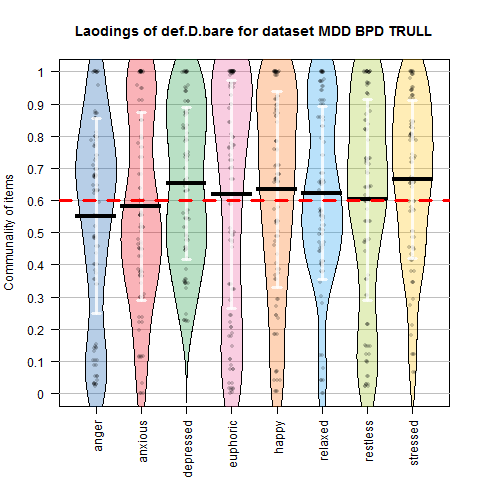 Laodings of def.D.bare for dataset MDD BPD TRULL
Communality of items
1
0.9
0.8
0.7
0.6
0.5
0.4
0.3
0.2
0.1
0
anger
anxious
depressed
euphoric
happy
relaxed
restless
stressed